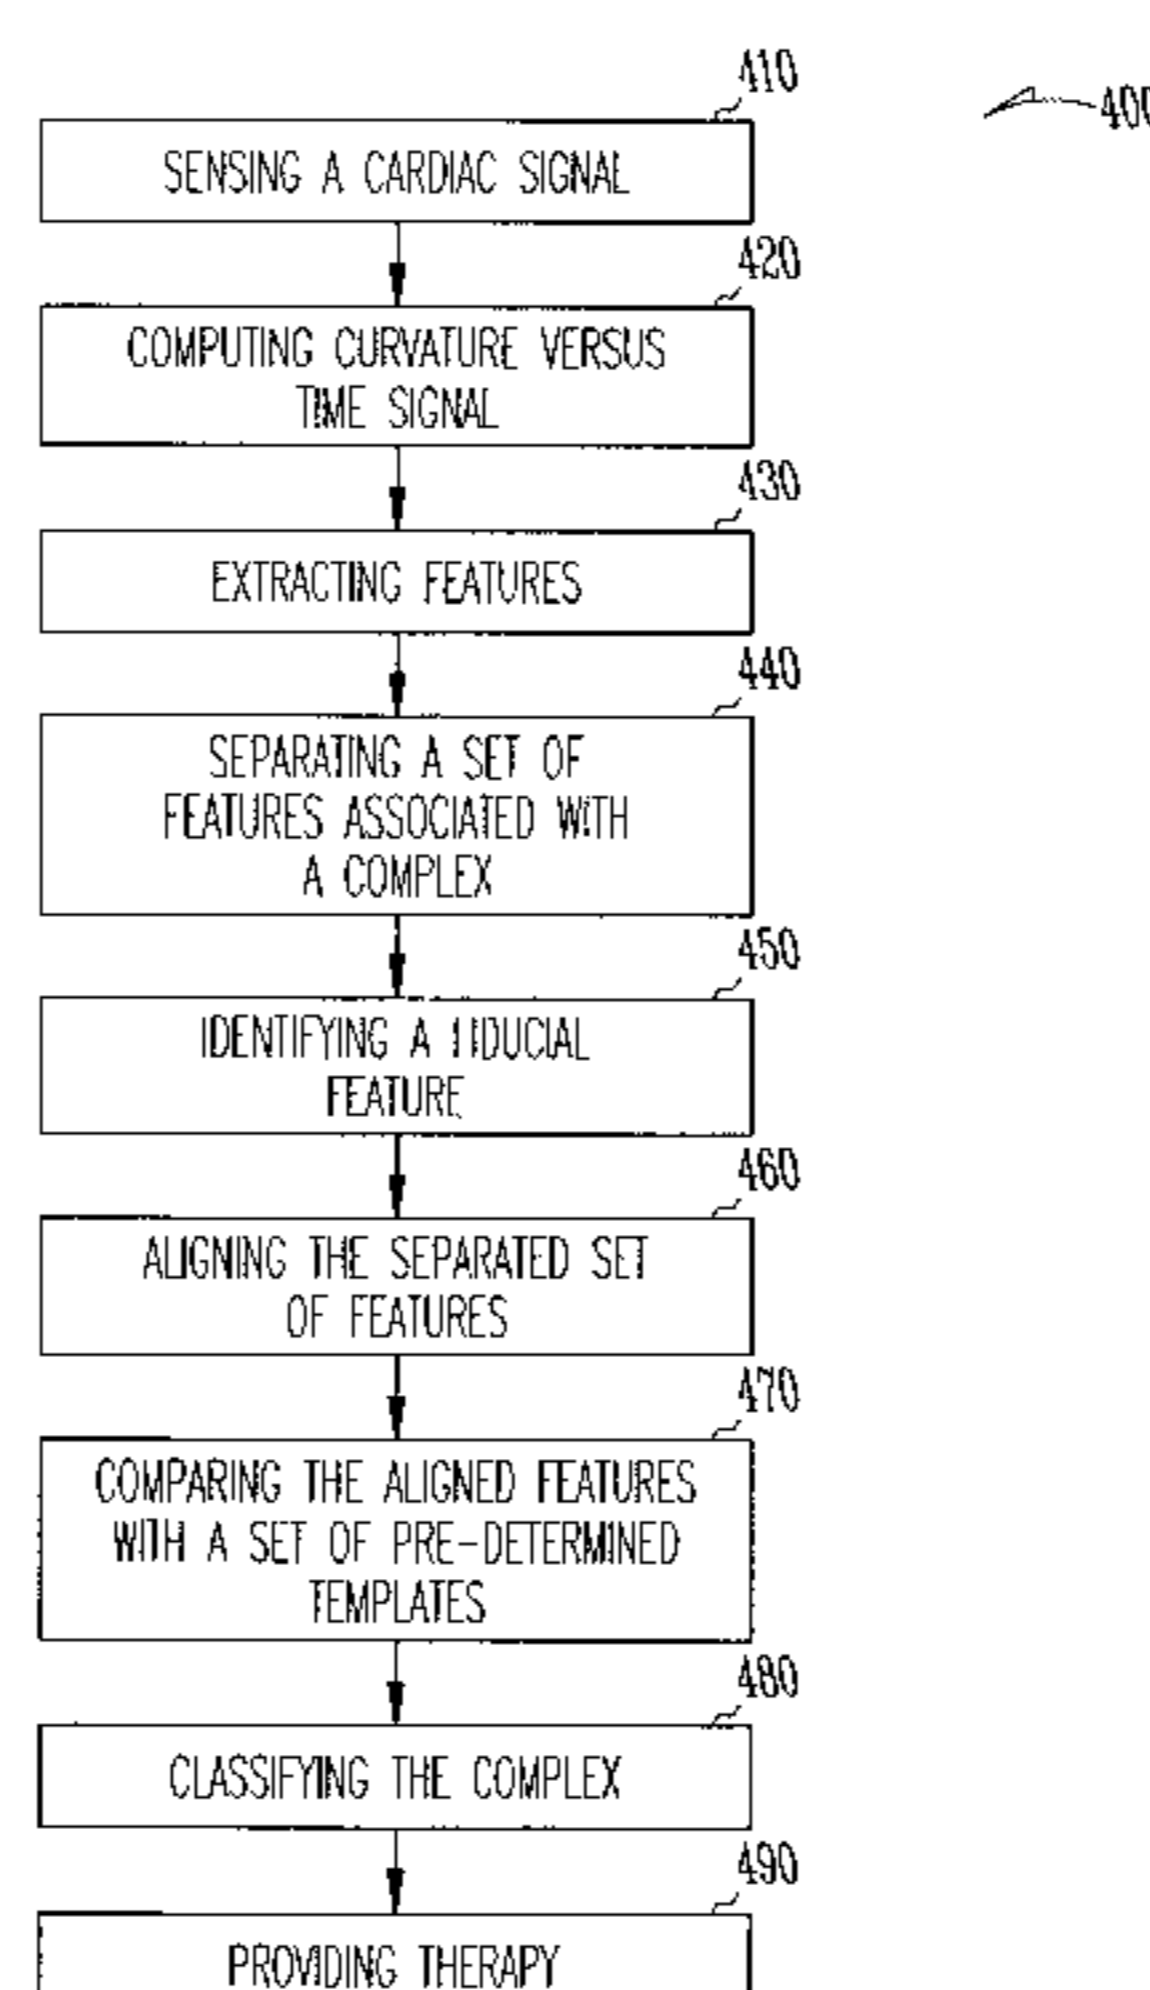 410
400
SENSING A CARDIAC SIGNAL
420
COMPUTING CURVATURE VERSUS
TIME SIGNAL
430
EXTRACTING FEATURES
440
SEPARATING A SET OF
FEATURES ASSOCIATED WITH
A COMPLEX
450
IDENTIFYING A FIDUCIAL
FEATURE
460
ALIGNING THE SEPARATED SET
OF FEATURES
470
COMPARING THE ALIGNED FEATURES
WITH A SET OF PRE-DETERMINED
TEMPLATES
480
CLASSIFYING THE COMPLEX
490
PROVIDING THERAPY